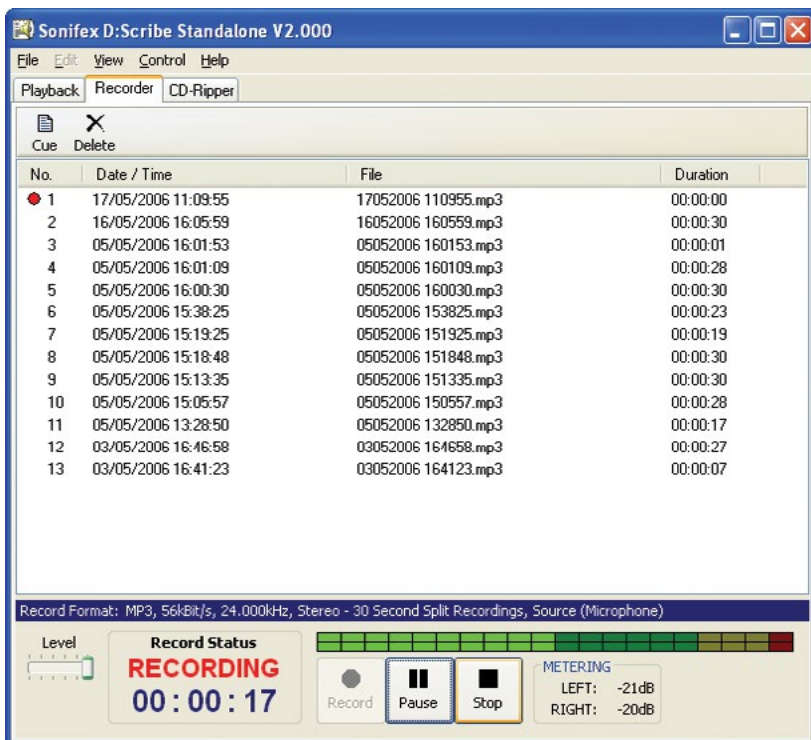 Sonifex D:Scribe Standalone V2.000
File Edit View Control Help
Playback Recorder CD-Ripper
Cue Delete
No. Date / Time File Duration
1 17/05/2006 11:09:55 17052006 110955.mp3 00:00:00
2 16/05/2006 16:05:59 16052006 160559.mp3 00:00:30
3 05/05/2006 16:01:53 05052006 160153.mp3 00:00:01
4 05/05/2006 16:01:09 05052006 160109.mp3 00:00:28
5 05/05/2006 16:00:30 05052006 160030.mp3 00:00:30
6 05/05/2006 15:38:25 05052006 153825.mp3 00:00:23
7 05/05/2006 15:19:25 05052006 151925.mp3 00:00:19
8 05/05/2006 15:18:48 05052006 151848.mp3 00:00:30
9 05/05/2006 15:13:35 05052006 151335.mp3 00:00:30
10 05/05/2006 15:05:57 05052006 150557.mp3 00:00:28
11 05/05/2006 13:28:50 05052006 132850.mp3 00:00:17
12 03/05/2006 16:46:58 03052006 164658.mp3 00:00:27
13 03/05/2006 16:41:23 03052006 164123.mp3 00:00:07
Record Format: MP3, 56kBit/s, 24.000kHz, Stereo - 30 Second Split Recordings, Source (Microphone)
Level Record Status
RECORDING
00:00:17
Record Pause Stop
METERING
LEFT: -21dB
RIGHT: -20dB